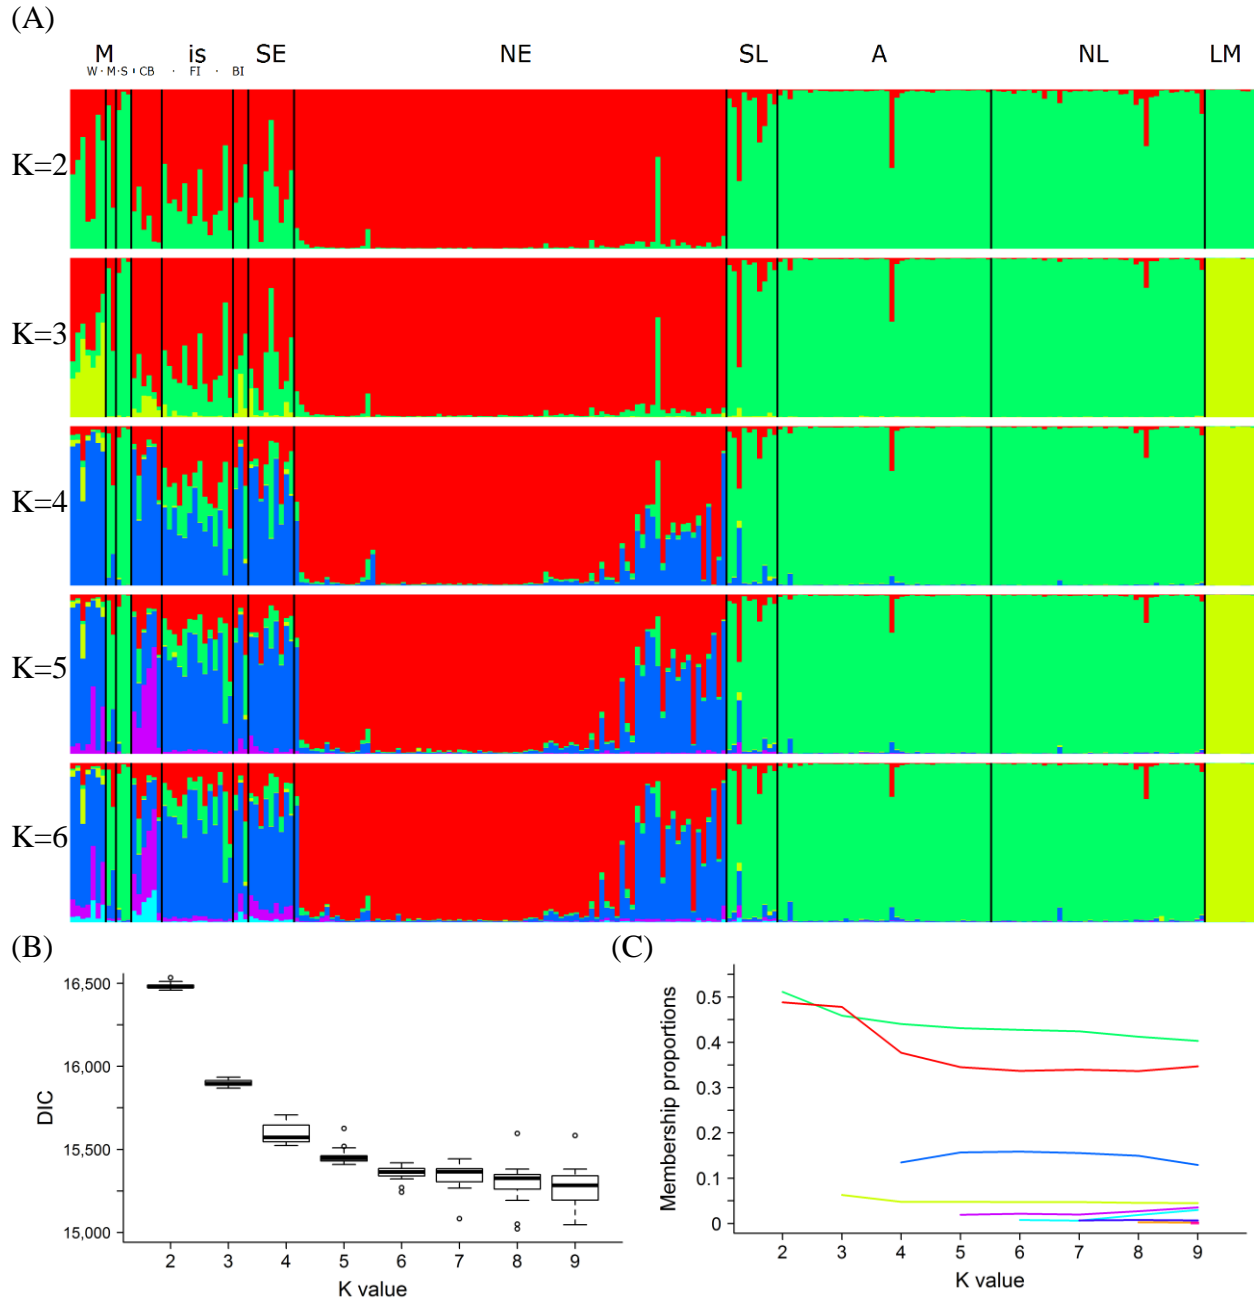 (A)
M is SE NE SL A NL LM
W · M · S · CB · FI · BI
K=2
K=3
K=4
K=5
K=6
(B)
(C)
16,500
16,000
15,500
15,000
DIC
2 3 4 5 6 7 8 9
K value
0.5
0.4
0.3
0.2
0.1
0
Membership proportions
2 3 4 5 6 7 8 9
K value